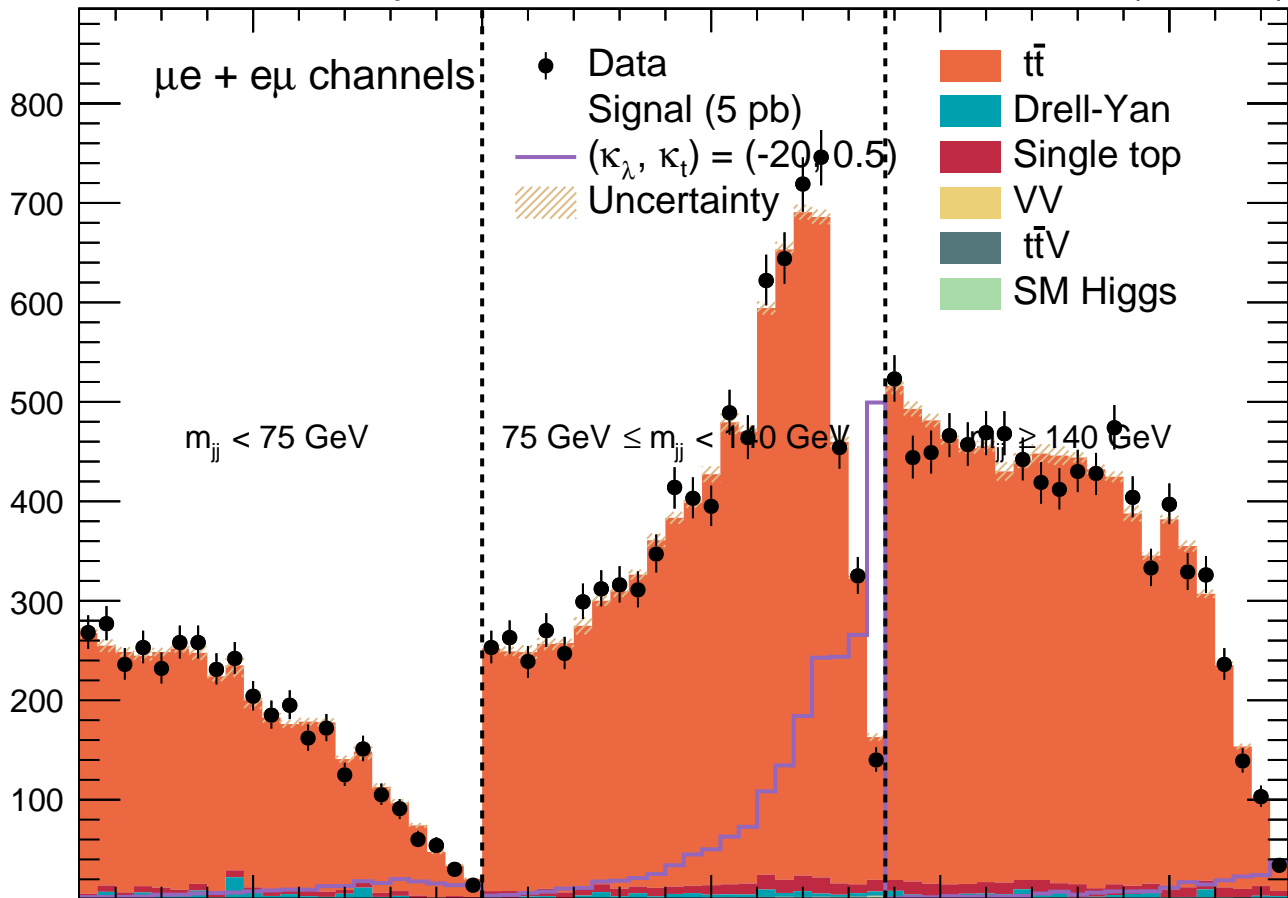 μe + eμ channels
Data
Signal (5 pb)
(κλ, κt) = (-20, 0.5)
Uncertainty
tt̄
Drell-Yan
Single top
VV
tt̄V
SM Higgs
800
700
600
500
400
300
200
100
mjj < 75 GeV
75 GeV ≤ mjj < 140 GeV
mjj ≥ 140 GeV